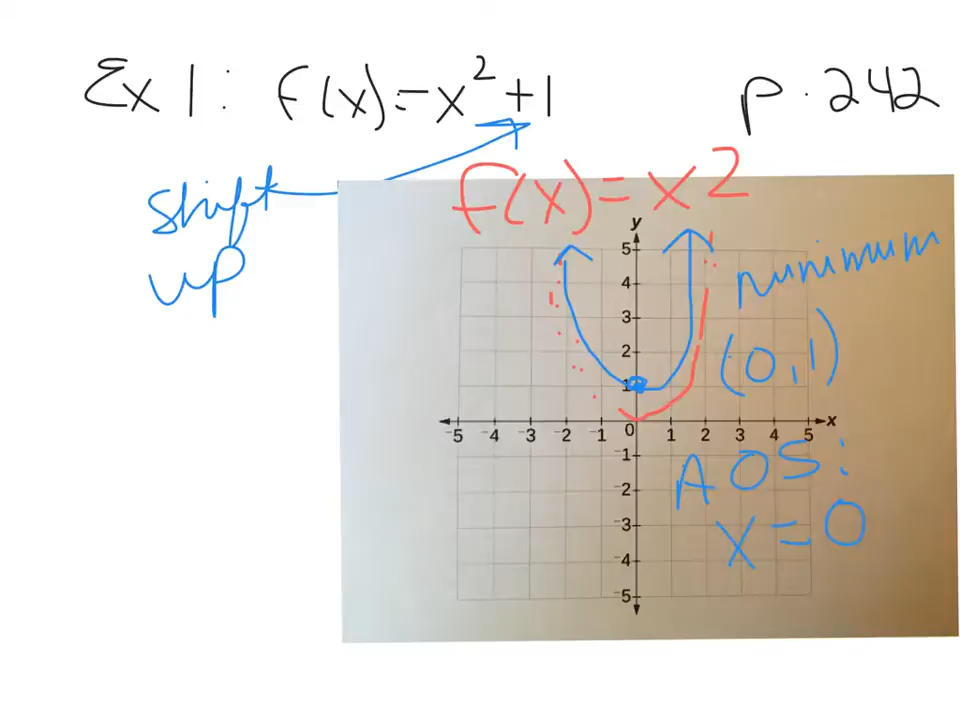 Ex 1: f(x)=x²+1
p.242
shift
up
f(x)=x2
minimum
(0,1)
AOS:
x=0
y
5
4
3
2
1
-5 -4 -3 -2 -1 0 1 2 3 4 5 x
-1
-2
-3
-4
-5